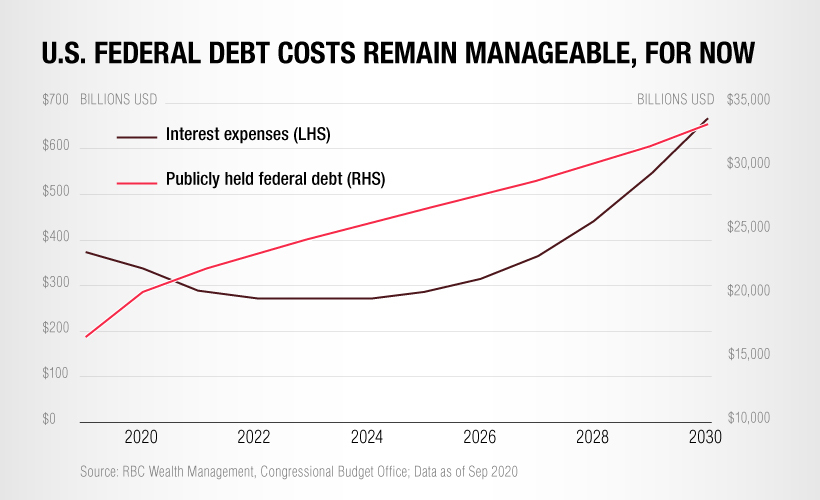 U.S. FEDERAL DEBT COSTS REMAIN MANAGEABLE, FOR NOW
$700 BILLIONS USD BILLIONS USD $35,000
Interest expenses (LHS)
$600 $30,000
Publicly held federal debt (RHS)
$500
$400 $25,000
$300 $20,000
$200 $15,000
$100
$0 $10,000
2020 2022 2024 2026 2028 2030
Source: RBC Wealth Management, Congressional Budget Office; Data as of Sep 2020